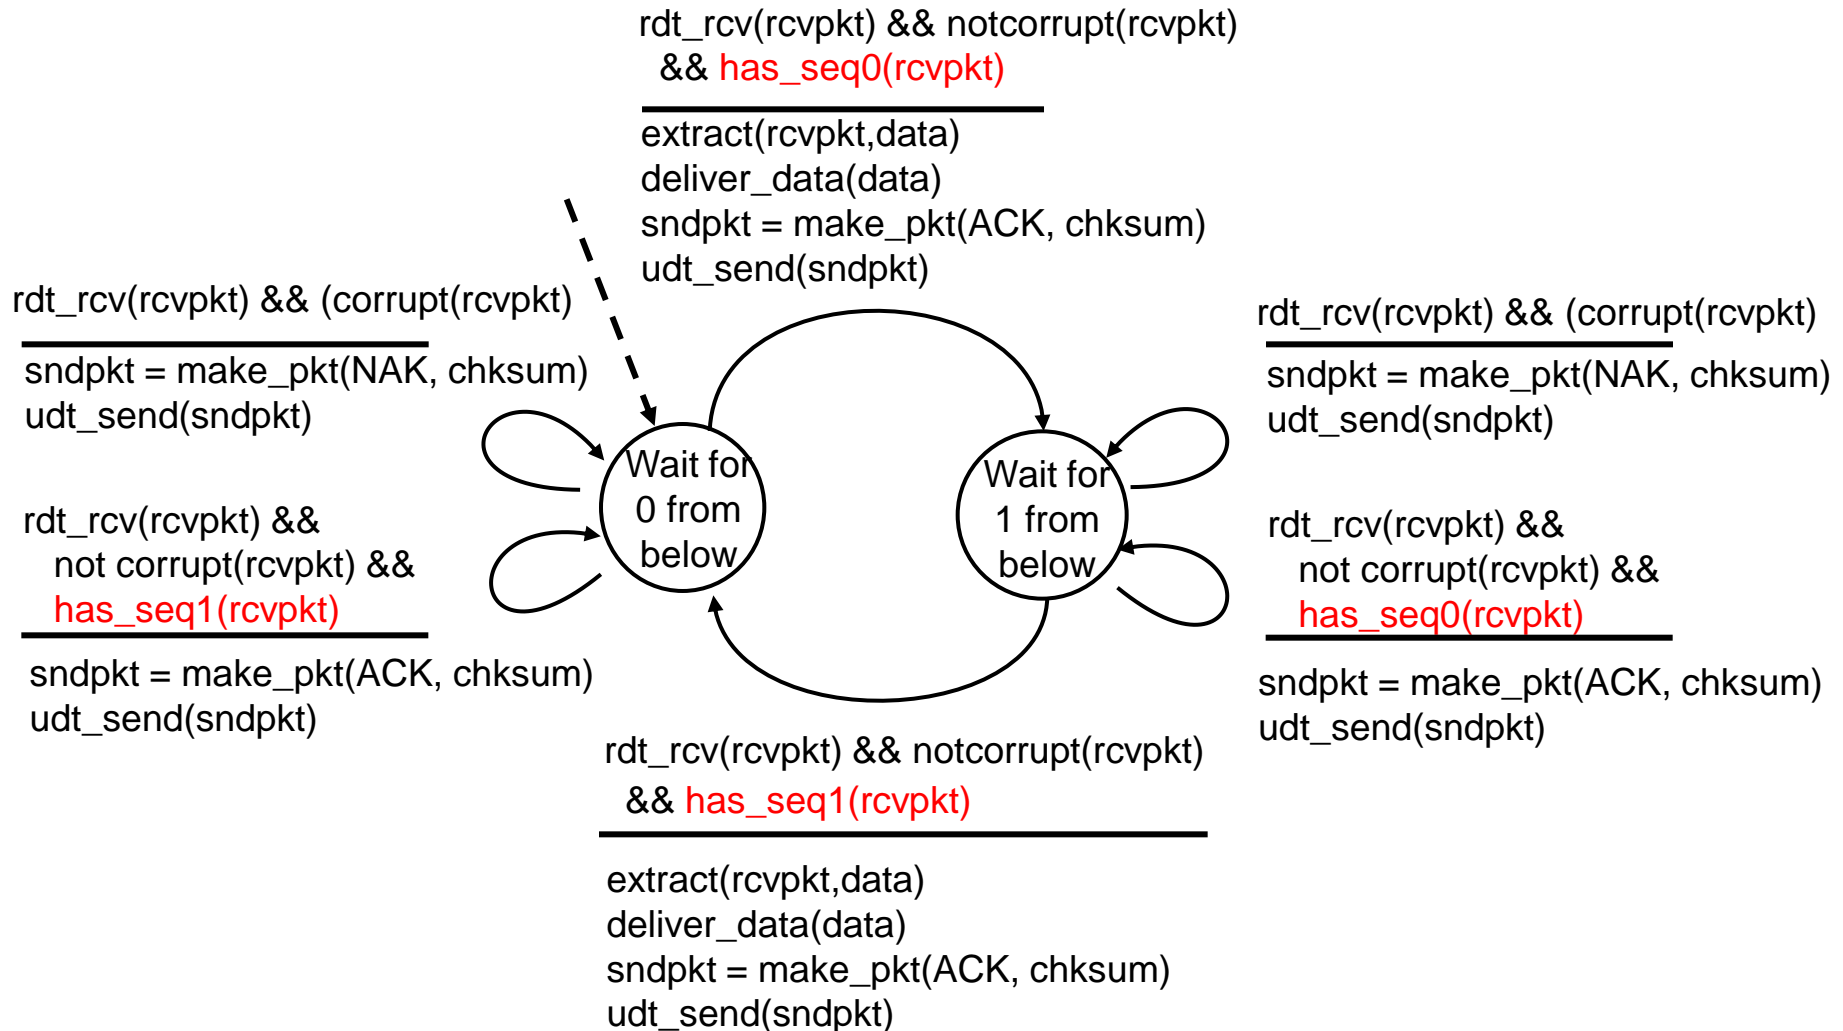 rdt_rcv(rcvpkt) && notcorrupt(rcvpkt)
&& has_seq0(rcvpkt)
extract(rcvpkt,data)
deliver_data(data)
sndpkt = make_pkt(ACK, chksum)
udt_send(sndpkt)
rdt_rcv(rcvpkt) && (corrupt(rcvpkt)
sndpkt = make_pkt(NAK, chksum)
udt_send(sndpkt)
rdt_rcv(rcvpkt) &&
not corrupt(rcvpkt) &&
has_seq1(rcvpkt)
sndpkt = make_pkt(ACK, chksum)
udt_send(sndpkt)
Wait for
0 from
below
Wait for
1 from
below
rdt_rcv(rcvpkt) && (corrupt(rcvpkt)
sndpkt = make_pkt(NAK, chksum)
udt_send(sndpkt)
rdt_rcv(rcvpkt) &&
not corrupt(rcvpkt) &&
has_seq0(rcvpkt)
sndpkt = make_pkt(ACK, chksum)
udt_send(sndpkt)
rdt_rcv(rcvpkt) && notcorrupt(rcvpkt)
&& has_seq1(rcvpkt)
extract(rcvpkt,data)
deliver_data(data)
sndpkt = make_pkt(ACK, chksum)
udt_send(sndpkt)